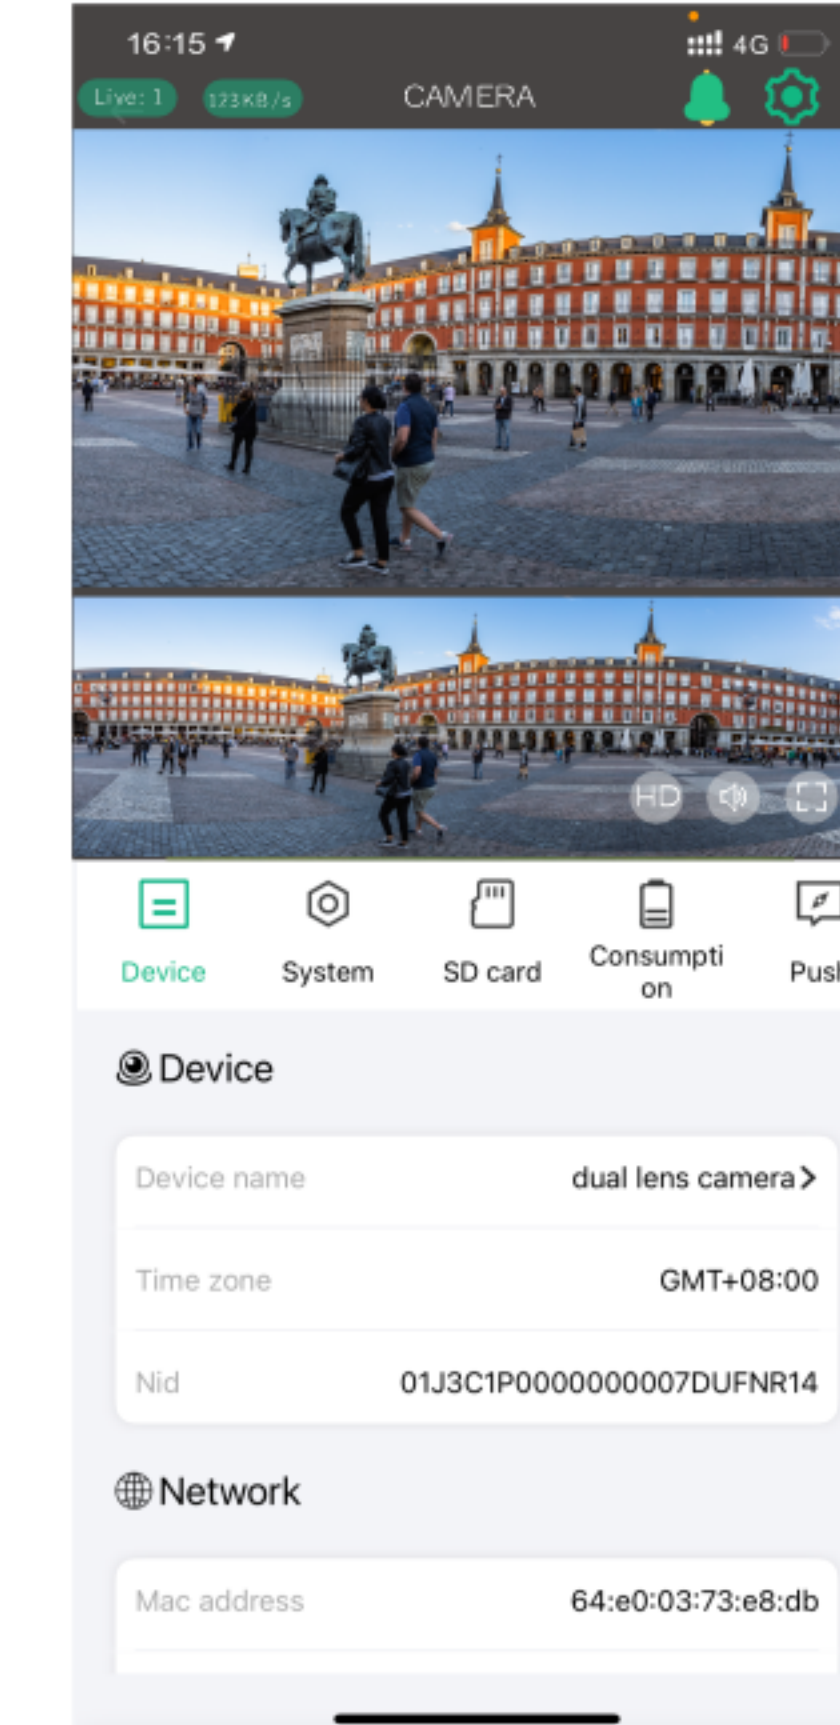 16:15
4G
Live: 1
123KB/s
CAMERA
HD
Device
System
SD card
Consumpti
on
Push
Device
Device name
dual lens camera
Time zone
GMT+08:00
Nid
01J3C1P0000000007DUFNR14
Network
Mac address
64:e0:03:73:e8:db